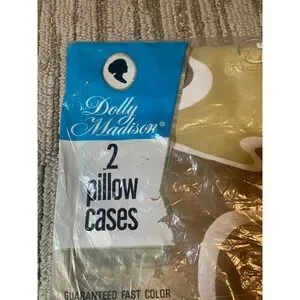 Dolly
Madison®
2
pillow
cases
GUARANTEED FAST COLOR